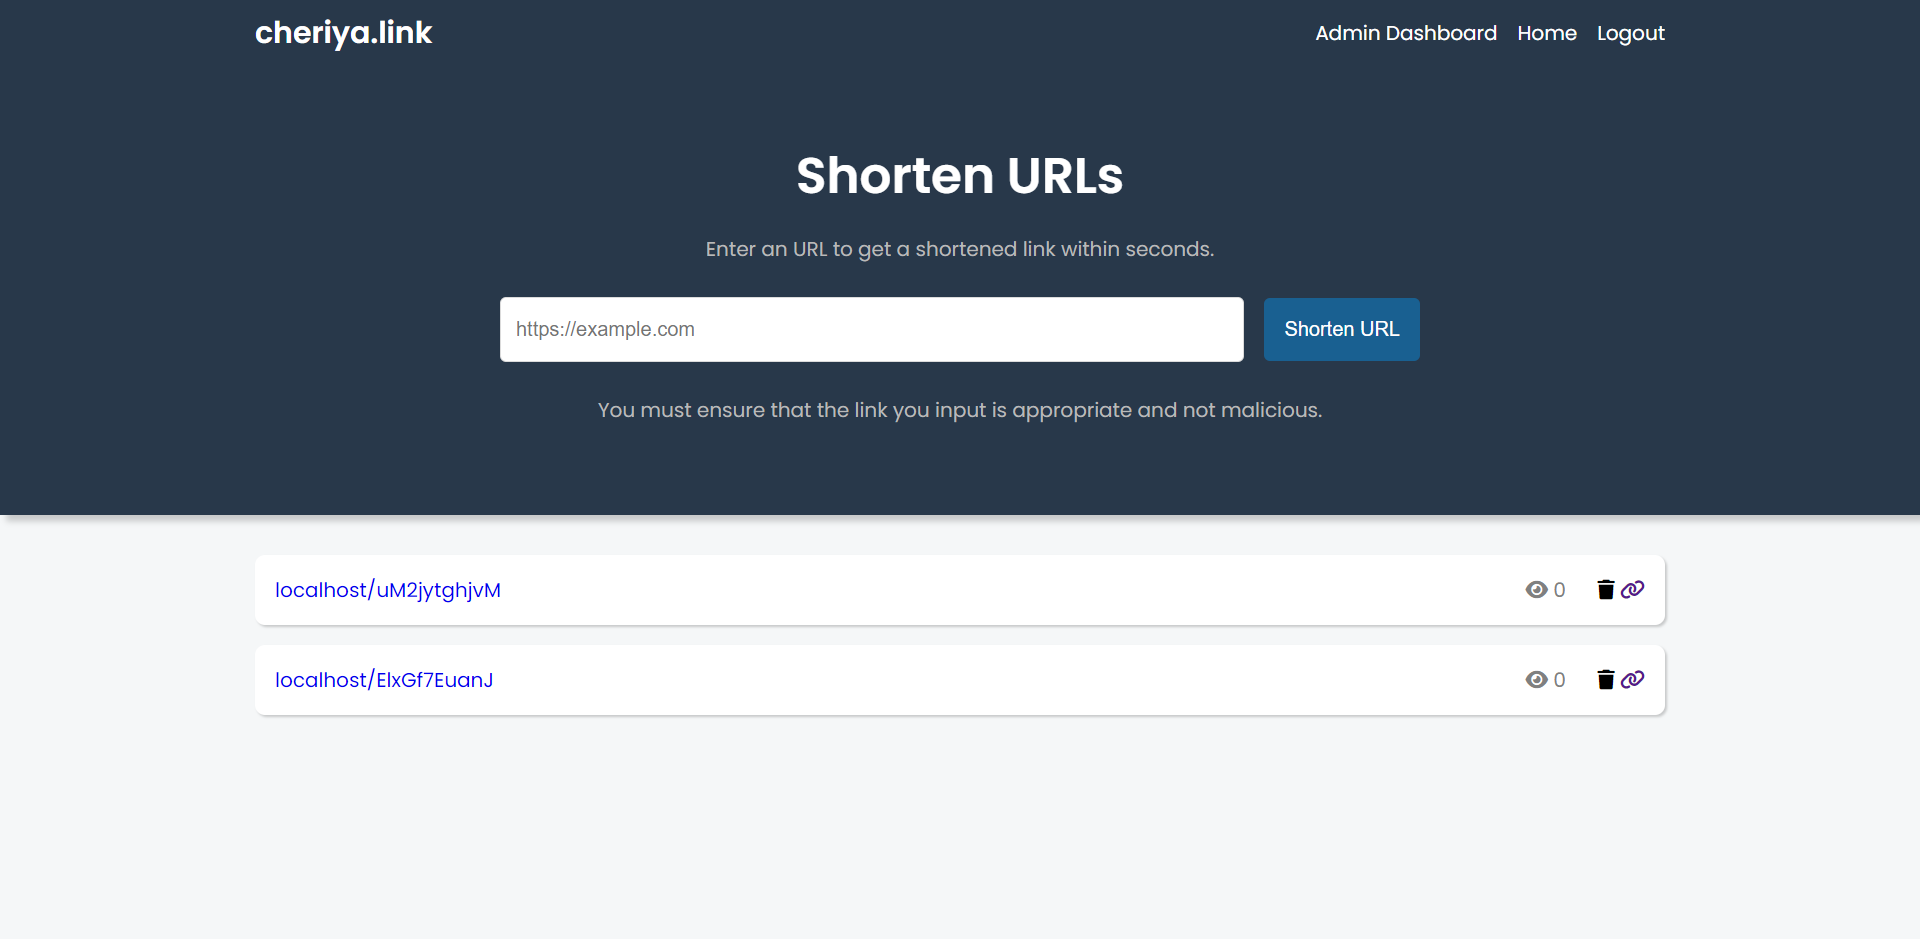 cheriya.link
Admin Dashboard Home Logout
Shorten URLs
Enter an URL to get a shortened link within seconds.
https://example.com
Shorten URL
You must ensure that the link you input is appropriate and not malicious.
localhost/uM2jytghjvM 0
localhost/ElxGf7EuanJ 0